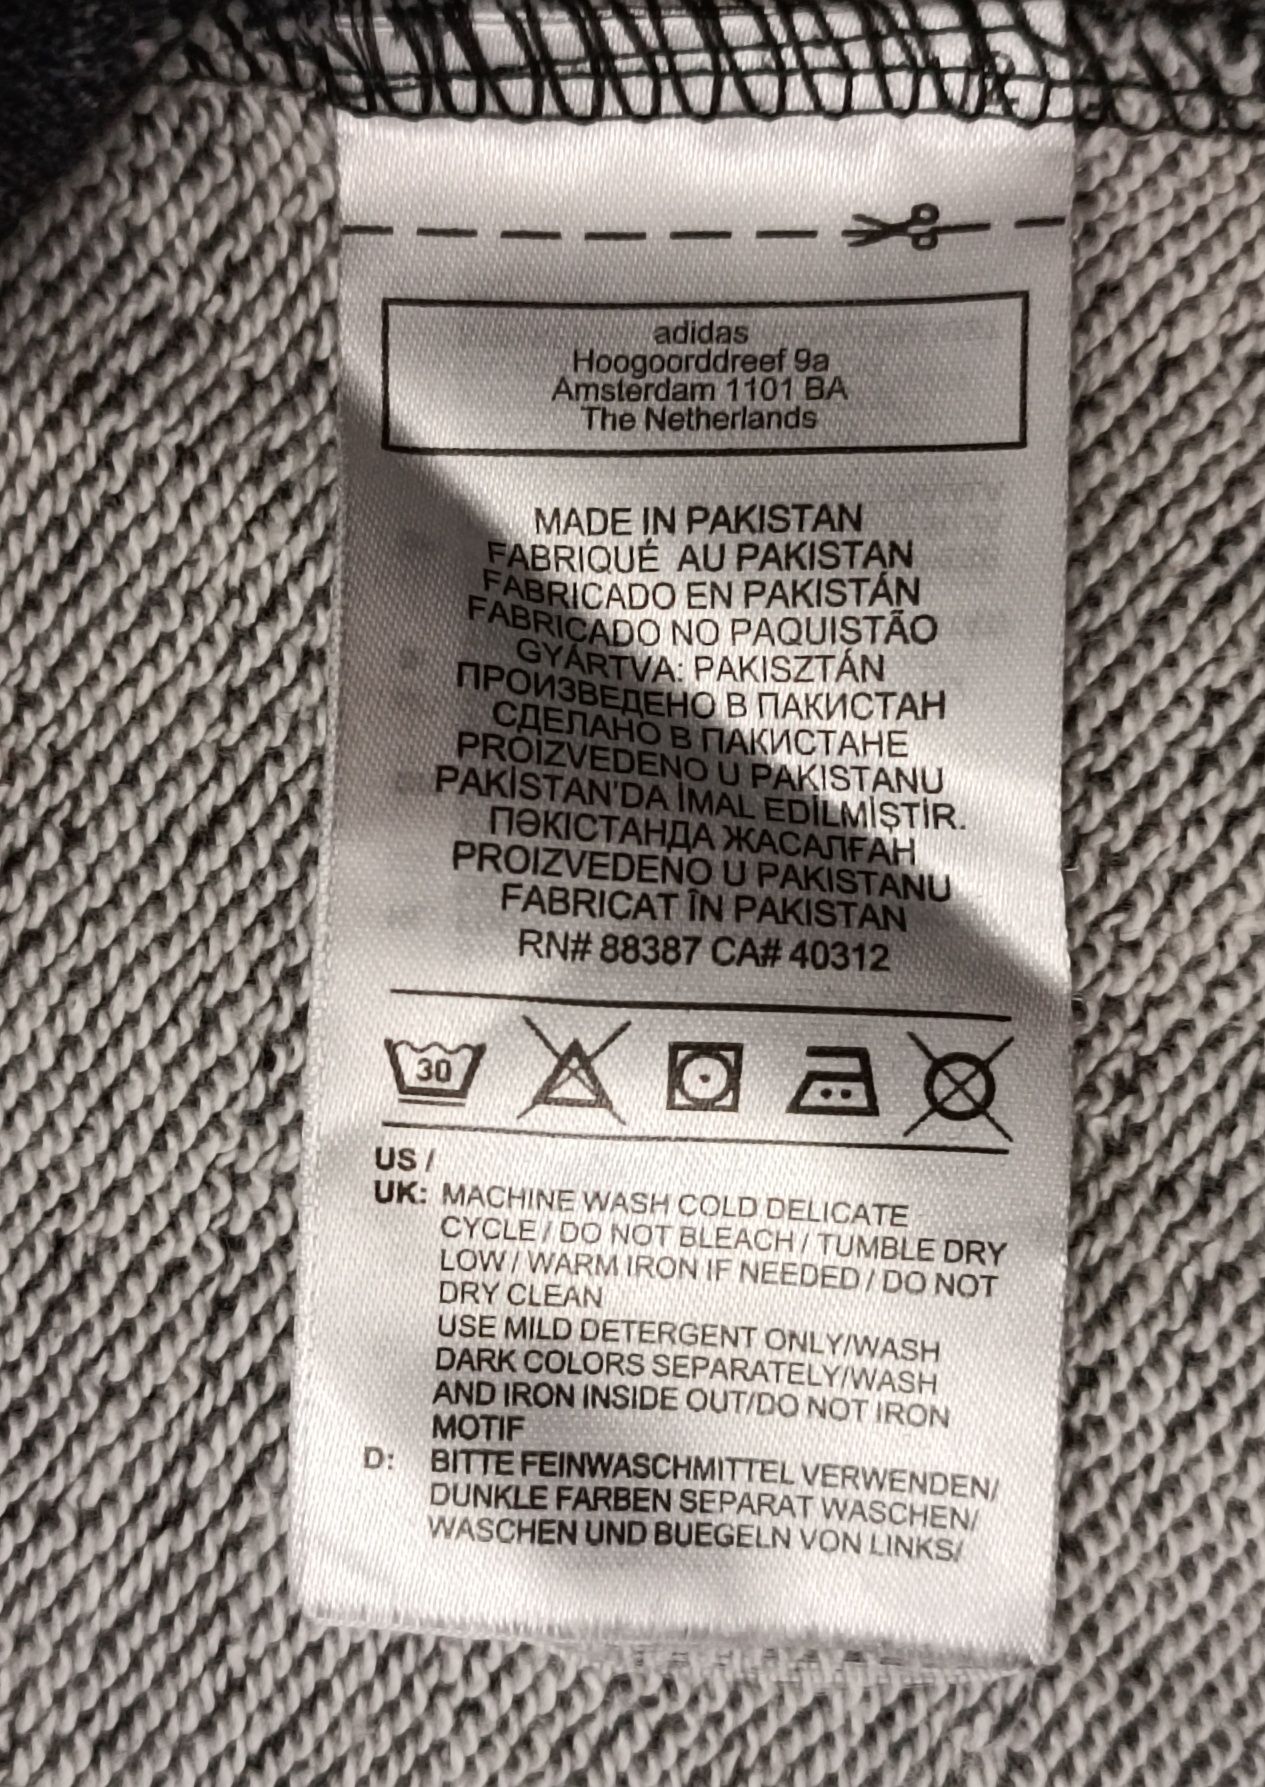 adidas
Hoogoorddreef 9a
Amsterdam 1101 BA
The Netherlands
MADE IN PAKISTAN
FABRIQUÉ AU PAKISTAN
FABRICADO EN PAKISTÁN
FABRICADO NO PAQUISTÃO
GYÁRTVA: PAKISZTÁN
ПРОИЗВЕДЕНО В ПАКИСТАН
СДЕЛАНО В ПАКИСТАНЕ
PROIZVEDENO U PAKISTANU
PAKİSTAN'DA İMAL EDİLMİŞTİR.
ПӘКІСТАНДА ЖАСАЛҒАН
PROIZVEDENO U PAKISTANU
FABRICAT ÎN PAKISTAN
RN# 88387 CA# 40312
30
US /
UK: MACHINE WASH COLD DELICATE
CYCLE / DO NOT BLEACH / TUMBLE DRY
LOW / WARM IRON IF NEEDED / DO NOT
DRY CLEAN
USE MILD DETERGENT ONLY/WASH
DARK COLORS SEPARATELY/WASH
AND IRON INSIDE OUT/DO NOT IRON
MOTIF
D: BITTE FEINWASCHMITTEL VERWENDEN/
DUNKLE FARBEN SEPARAT WASCHEN/
WASCHEN UND BUEGELN VON LINKS/